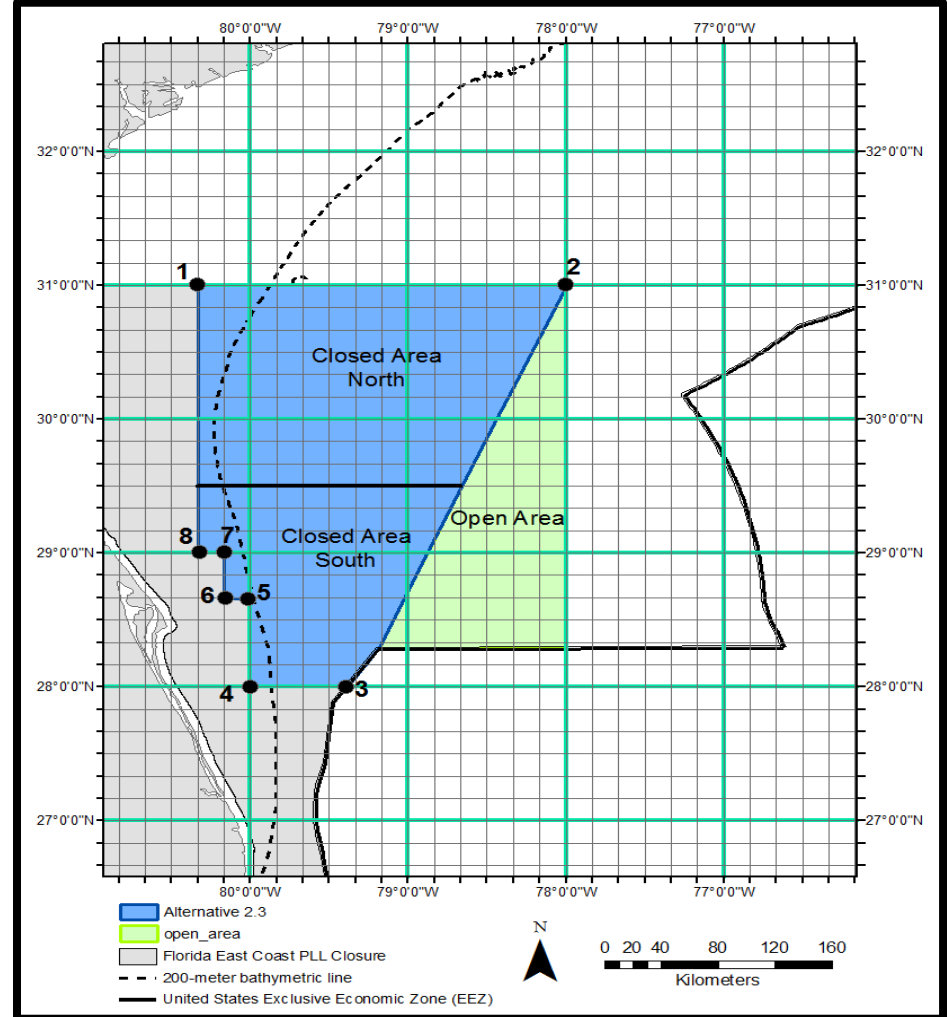 80°0'0"W 79°0'0"W 78°0'0"W 77°0'0"W
32°0'0"N 32°0'0"N
1 2
31°0'0"N 31°0'0"N
Closed Area
North
30°0'0"N 30°0'0"N
Open Area
Closed Area
South
8 7
29°0'0"N 29°0'0"N
6 5
28°0'0"N 4 3 28°0'0"N
27°0'0"N 27°0'0"N
80°0'0"W 79°0'0"W 78°0'0"W 77°0'0"W
Alternative 2.3
open_area
Florida East Coast PLL Closure
200-meter bathymetric line
United States Exclusive Economic Zone (EEZ)
N
0 20 40 80 120 160
Kilometers